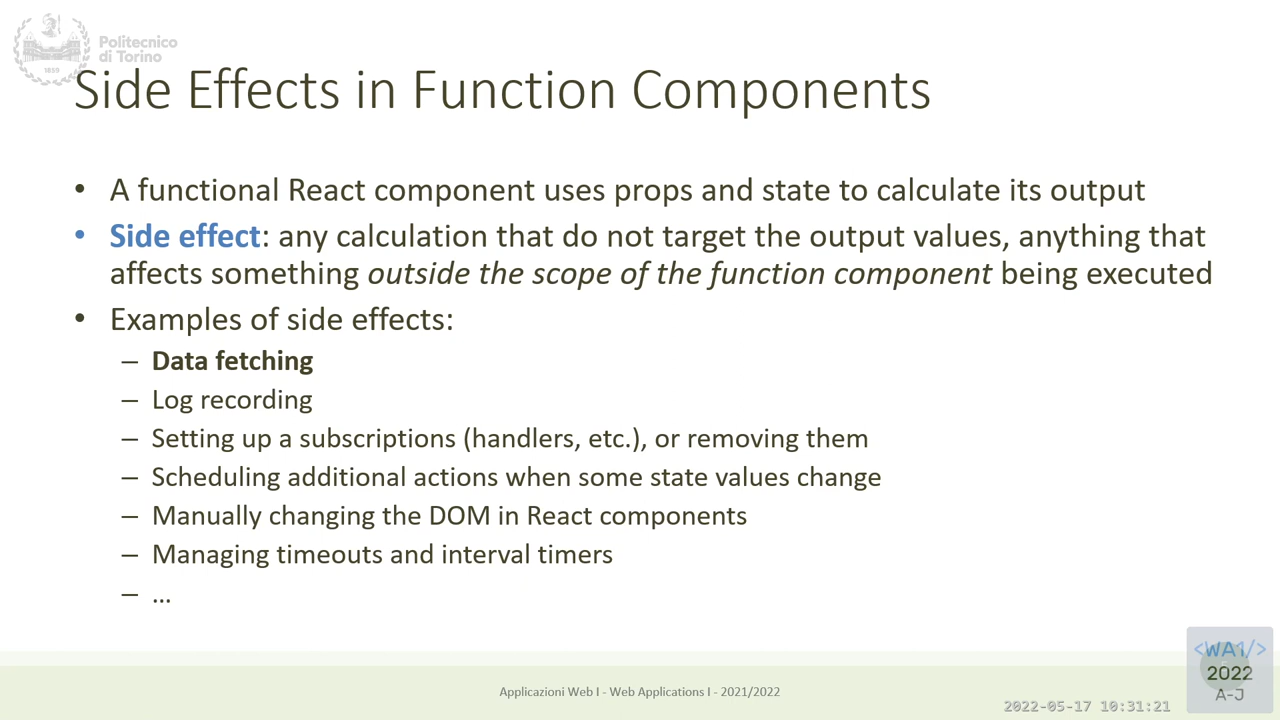 Politecnico
di Torino
1859
Side Effects in Function Components
• A functional React component uses props and state to calculate its output
• Side effect: any calculation that do not target the output values, anything that
affects something outside the scope of the function component being executed
• Examples of side effects:
– Data fetching
– Log recording
– Setting up a subscriptions (handlers, etc.), or removing them
– Scheduling additional actions when some state values change
– Manually changing the DOM in React components
– Managing timeouts and interval timers
– …
Applicazioni Web I - Web Applications I - 2021/2022
2022-05-17 10:31:21
<WA1/>
2022
A-J